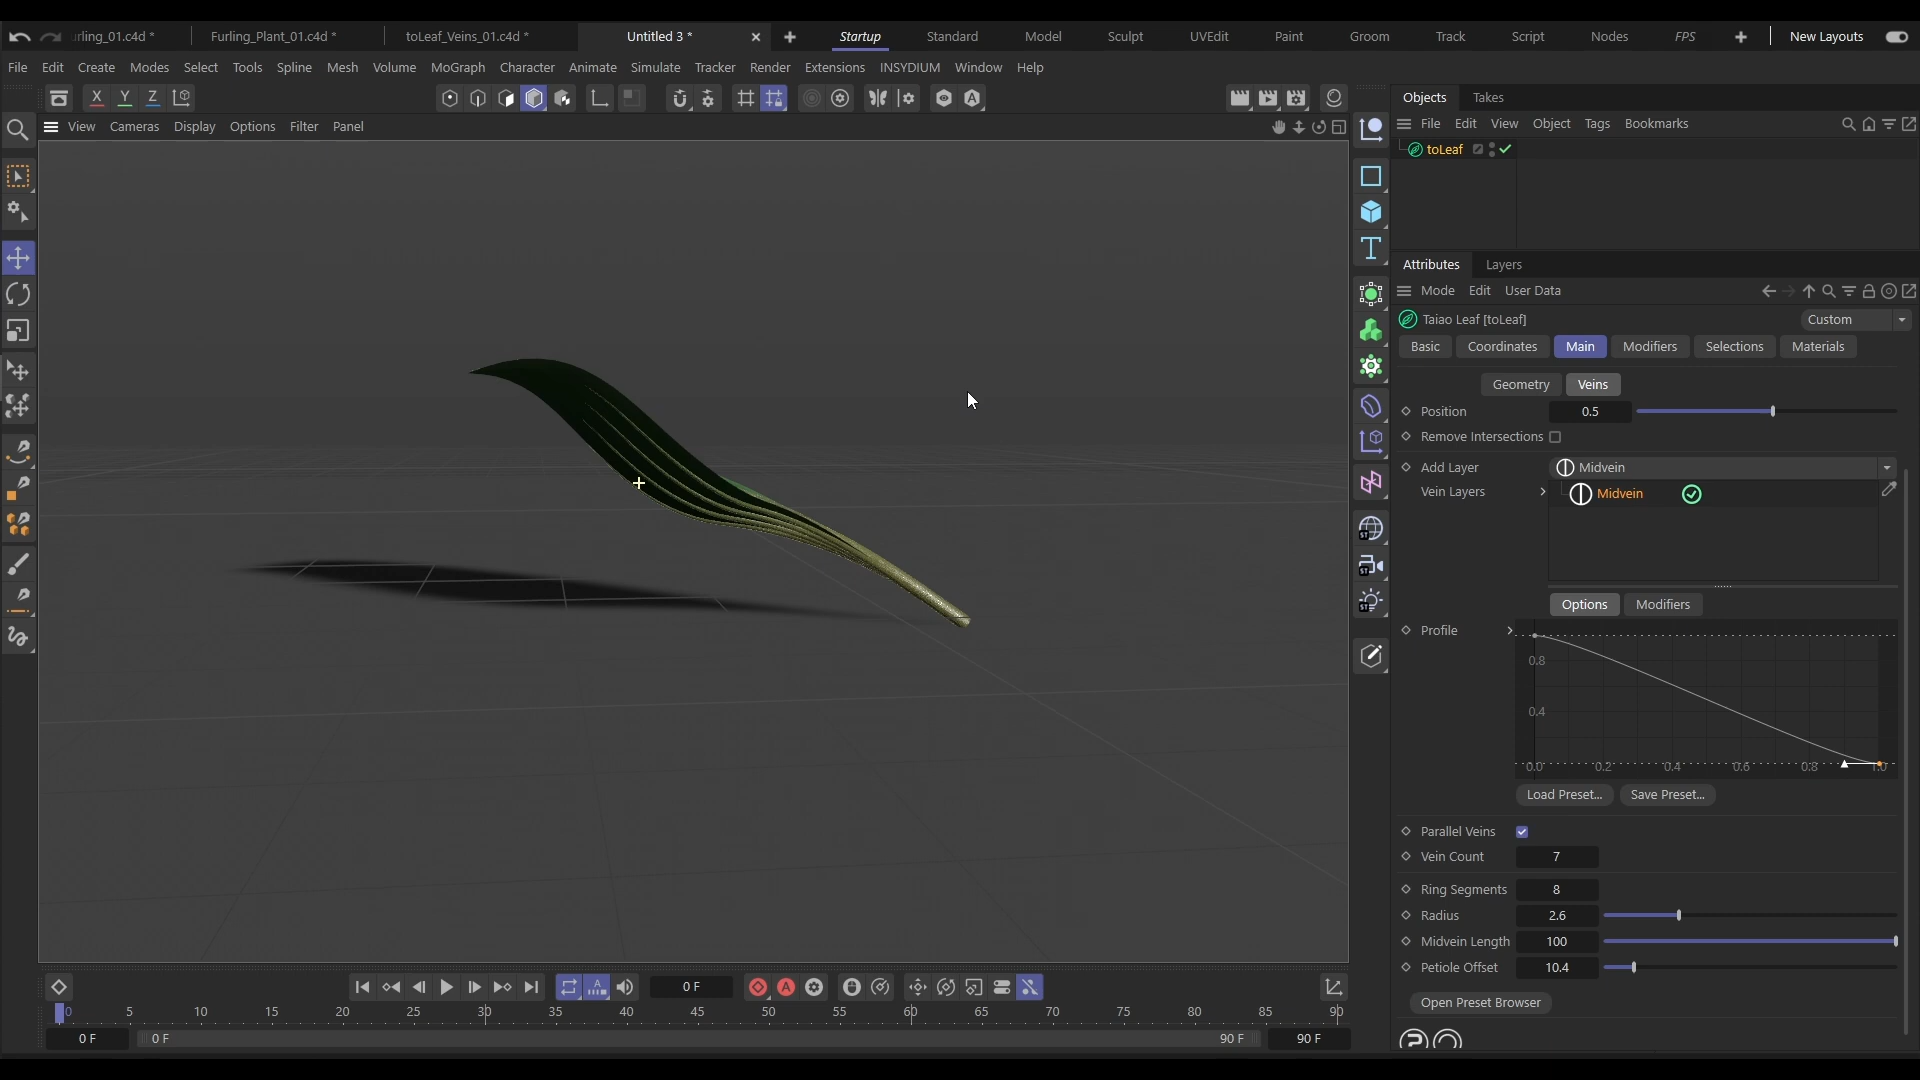 urling_01.c4d *
Furling_Plant_01.c4d *
toLeaf_Veins_01.c4d *
Untitled 3 *
Startup
Standard
Model
Sculpt
UVEdit
Paint
Groom
Track
Script
Nodes
FPS
New Layouts
File Edit Create Modes Select Tools Spline Mesh Volume MoGraph Character Animate Simulate Tracker Render Extensions INSYDIUM Window Help
X Y Z
Objects Takes
View Cameras Display Options Filter Panel
File Edit View Object Tags Bookmarks
toLeaf
Attributes Layers
Mode Edit User Data
Taiao Leaf [toLeaf]
Custom
Basic Coordinates Main Modifiers Selections Materials
Geometry Veins
Position 0.5
Remove Intersections
Add Layer Midvein
Vein Layers Midvein
Options Modifiers
Profile
0.8
0.4
0.0 0.2 0.4 0.6 0.8 1.0
Load Preset... Save Preset...
Parallel Veins
Vein Count 7
Ring Segments 8
Radius 2.6
Midvein Length 100
Petiole Offset 10.4
Open Preset Browser
0 F
0 5 10 15 20 25 30 35 40 45 50 55 60 65 70 75 80 85 90
0 F 0 F 90 F 90 F